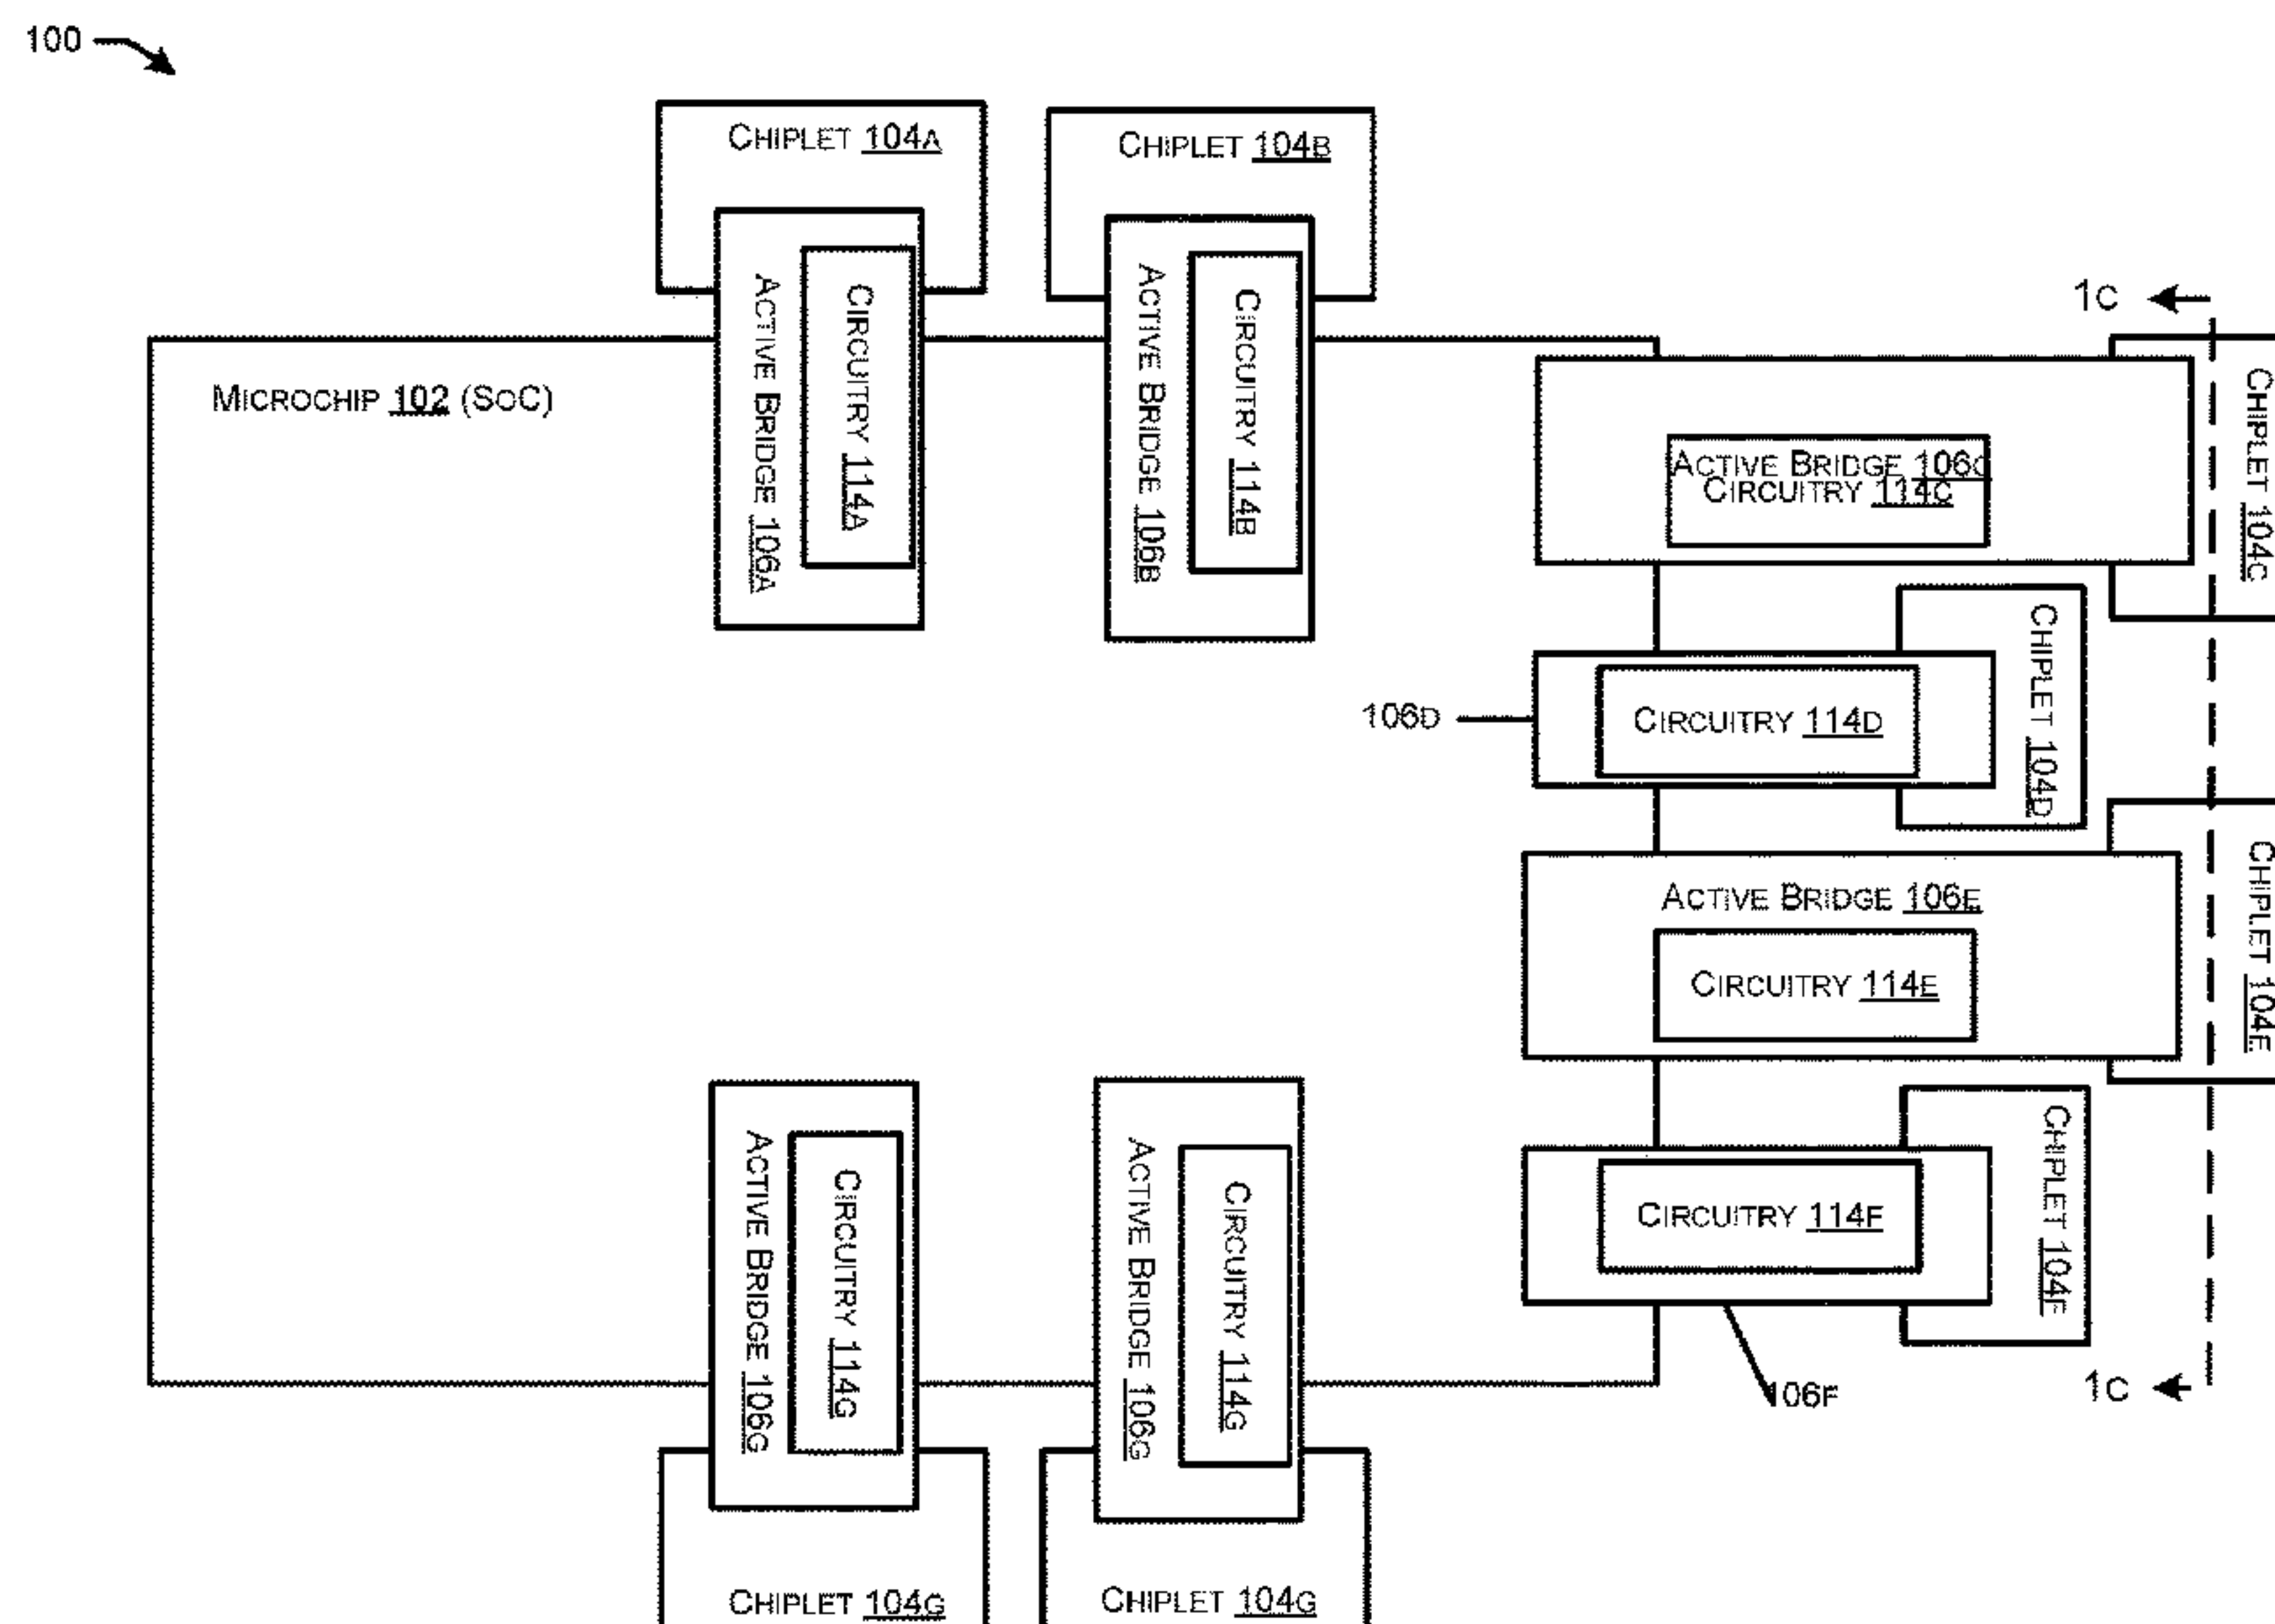 100
CHIPLET 104A
CHIPLET 104B
1C
MICROCHIP 102 (SOC)
ACTIVE BRIDGE 106A
CIRCUITRY 114A
ACTIVE BRIDGE 106B
CIRCUITRY 114B
ACTIVE BRIDGE 106C
CIRCUITRY 114C
CHIPLET 104C
106D
CIRCUITRY 114D
CHIPLET 104D
ACTIVE BRIDGE 106E
CIRCUITRY 114E
CHIPLET 104E
ACTIVE BRIDGE 106G
CIRCUITRY 114G
ACTIVE BRIDGE 106G
CIRCUITRY 114G
CIRCUITRY 114F
CHIPLET 104F
106F
1C
CHIPLET 104G
CHIPLET 104G